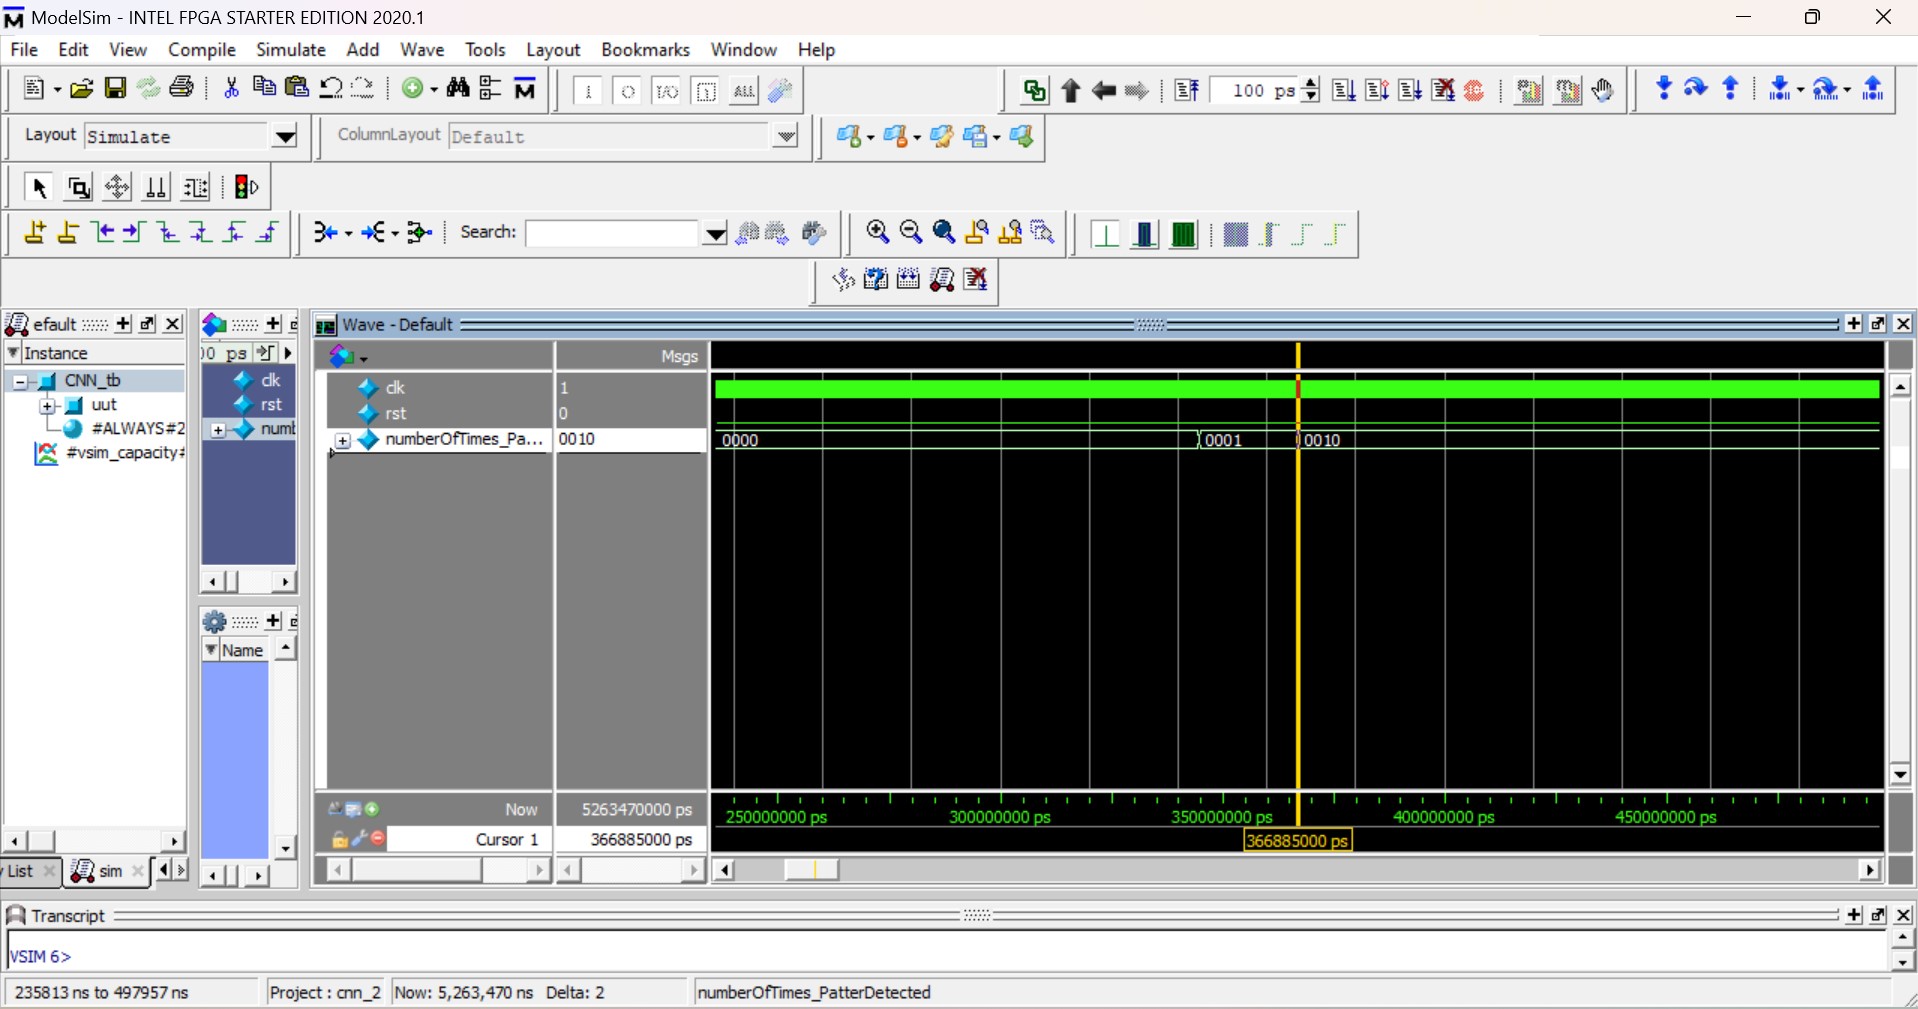 ModelSim - INTEL FPGA STARTER EDITION 2020.1
File Edit View Compile Simulate Add Wave Tools Layout Bookmarks Window Help
100 ps
ALL
Layout Simulate
ColumnLayout Default
Search:
efault
Instance
CNN_tb
uut
#ALWAYS#2
#vsim_capacity#
ps
clk
rst
numb
Name
List
sim
Wave - Default
Msgs
clk 1
rst 0
numberOfTimes_Pa... 0010
0000 0001 0010
Now 5263470000 ps
250000000 ps 300000000 ps 350000000 ps 400000000 ps 450000000 ps
Cursor 1 366885000 ps
366885000 ps
Transcript
VSIM 6>
235813 ns to 497957 ns Project : cnn_2 Now: 5,263,470 ns Delta: 2 numberOfTimes_PatterDetected